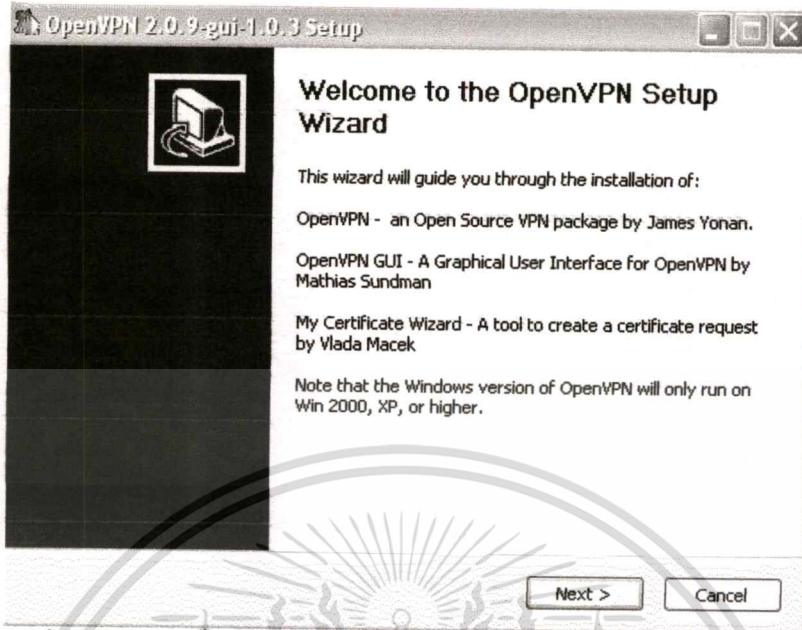 OpenVPN 2.0.9-gui-1.0.3 Setup
Welcome to the OpenVPN Setup
Wizard
This wizard will guide you through the installation of:
OpenVPN - an Open Source VPN package by James Yonan.
OpenVPN GUI - A Graphical User Interface for OpenVPN by
Mathias Sundman
My Certificate Wizard - A tool to create a certificate request
by Vlada Macek
Note that the Windows version of OpenVPN will only run on
Win 2000, XP, or higher.
Next >
Cancel